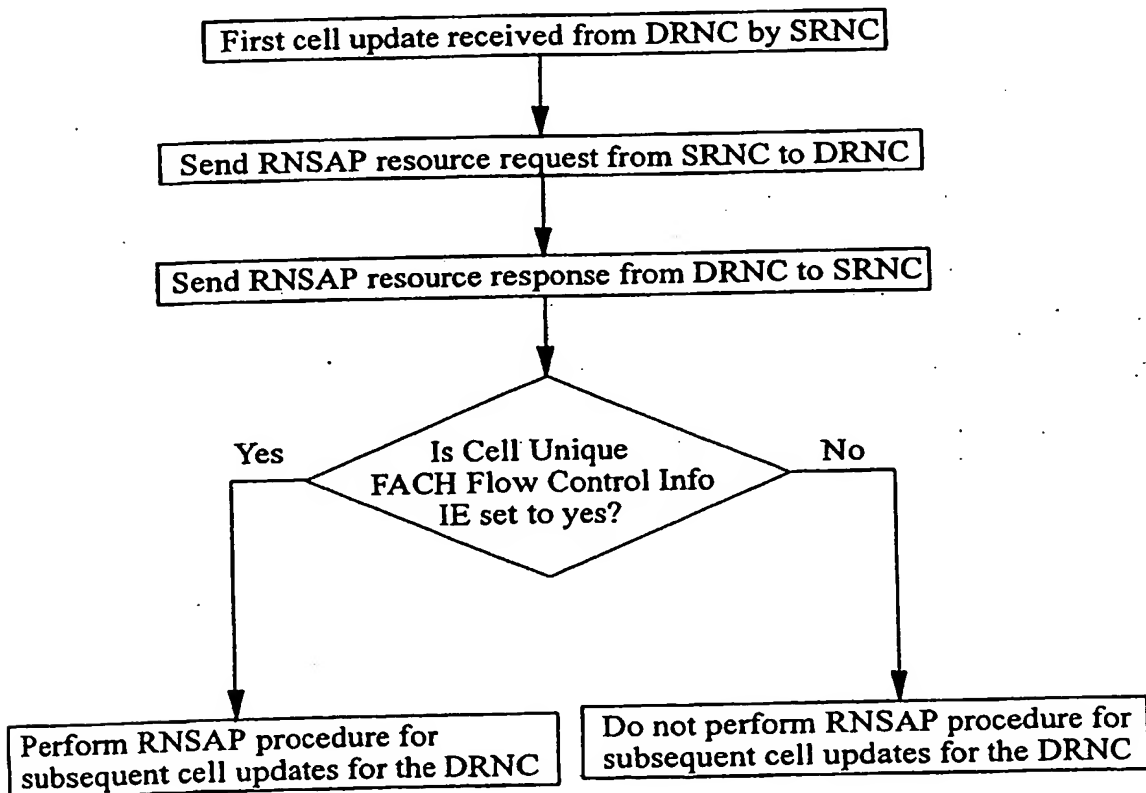 First cell update received from DRNC by SRNC
Send RNSAP resource request from SRNC to DRNC
Send RNSAP resource response from DRNC to SRNC
Yes
Is Cell Unique
FACH Flow Control Info
IE set to yes?
No
Perform RNSAP procedure for
subsequent cell updates for the DRNC
Do not perform RNSAP procedure for
subsequent cell updates for the DRNC